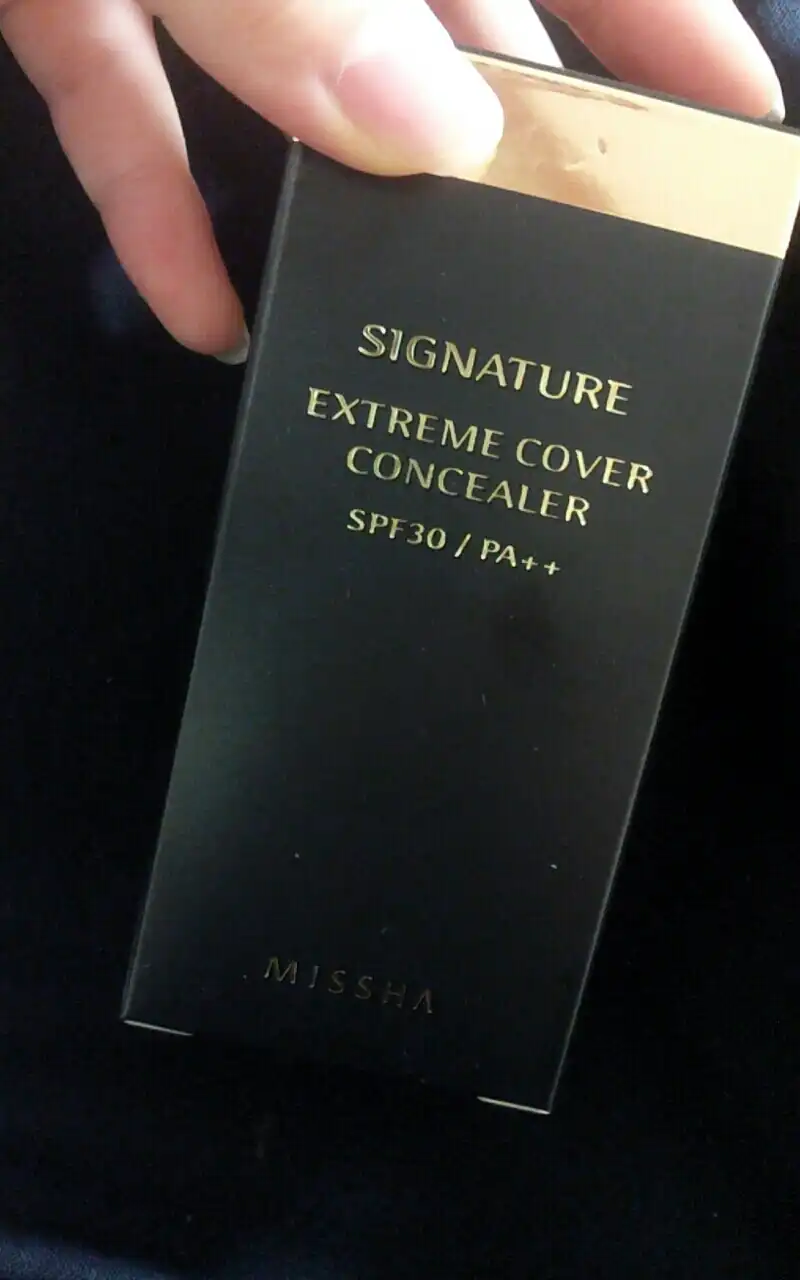 SIGNATURE
EXTREME COVER
CONCEALER
SPF30 / PA++
MISSHA